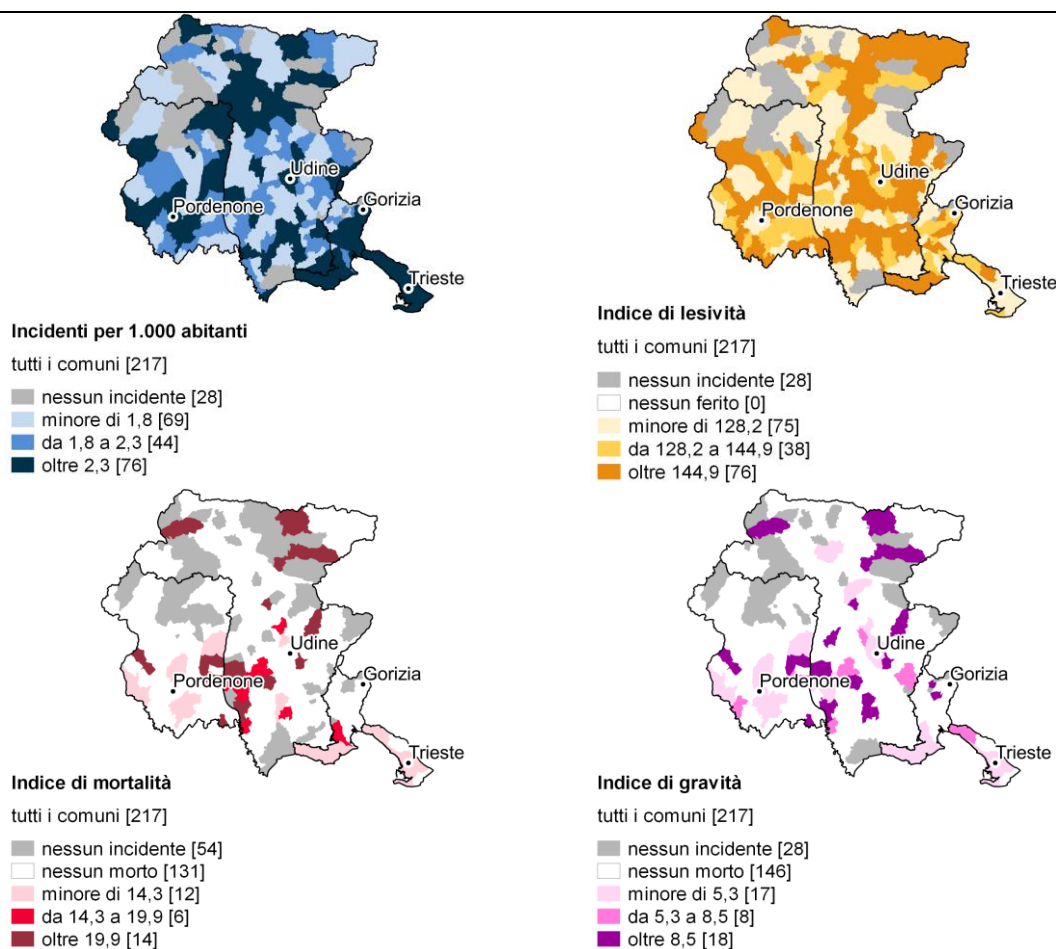 Udine
Pordenone
Gorizia
Trieste
Incidenti per 1.000 abitanti
tutti i comuni [217]
nessun incidente [28]
minore di 1,8 [69]
da 1,8 a 2,3 [44]
oltre 2,3 [76]
Udine
Pordenone
Gorizia
Trieste
Indice di lesività
tutti i comuni [217]
nessun incidente [28]
nessun ferito [0]
minore di 128,2 [75]
da 128,2 a 144,9 [38]
oltre 144,9 [76]
Udine
Pordenone
Gorizia
Trieste
Indice di mortalità
tutti i comuni [217]
nessun incidente [54]
nessun morto [131]
minore di 14,3 [12]
da 14,3 a 19,9 [6]
oltre 19,9 [14]
Udine
Pordenone
Gorizia
Trieste
Indice di gravità
tutti i comuni [217]
nessun incidente [28]
nessun morto [146]
minore di 5,3 [17]
da 5,3 a 8,5 [8]
oltre 8,5 [18]